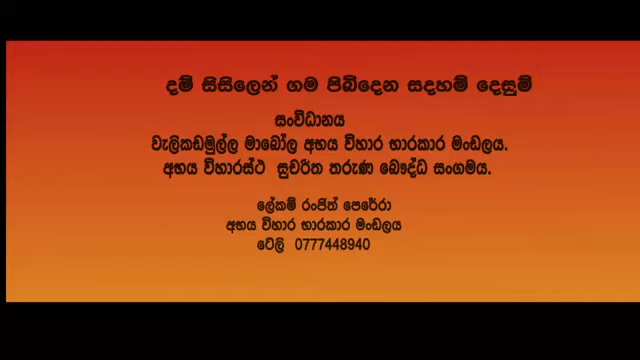 දම් සිසිලෙන් ගම පිබිදෙන සදහම් දෙසුම්
සංවිධානය
වැලිකඩමුල්ල මාබෝල අභය විහාර භාරකාර මංඩලය.
අභය විහාරස්ථ සුචරිත තරුණ බෞද්ධ සංගමය.
ලේකම් රංජිත් පෙරේරා
අභය විහාර භාරකාර මංඩලය
ටේලි 0777448940